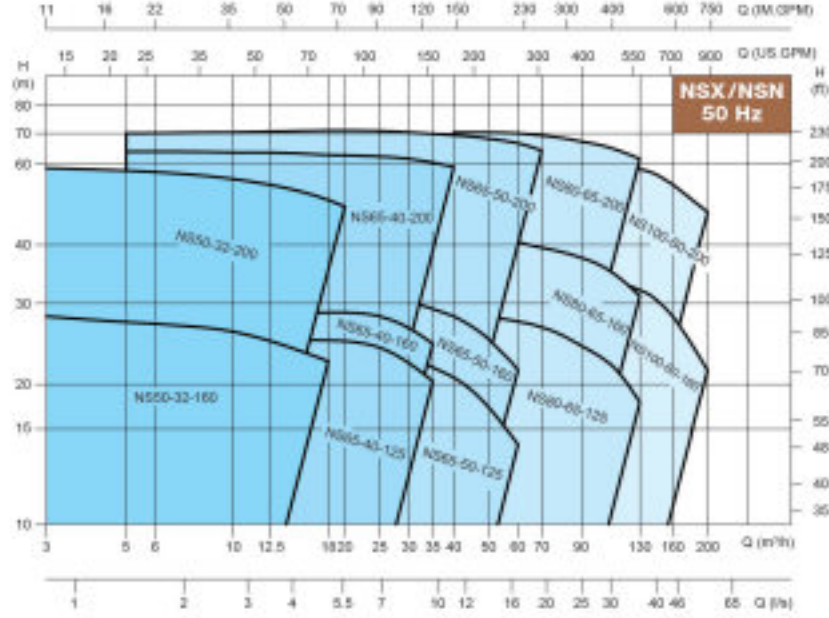 11 16 22 35 50 70 90 120 150 230 300 400 600 750 Q (IM.GPM)
15 20 25 35 50 70 100 150 200 300 400 550 700 900 Q (US.GPM)
H (m)
H (ft)
NSX/NSN
50 Hz
80
70 230
60 200
175
NS65-50-200
NS80-65-200
NS65-40-200
150
NS100-80-200
NS50-32-200
40
125
30 100
NS80-65-160
NS65-40-160
85
NS65-50-160
NS100-80-160
70
20
NS50-32-160
NS80-65-125
55
15
NS65-40-125
NS65-50-125
40
35
10
3 5 6 10 12.5 18 20 25 30 35 40 50 60 70 90 130 160 200 Q (m³/h)
1 2 3 4 5.5 7 10 12 16 20 25 30 40 65 Q (l/s)